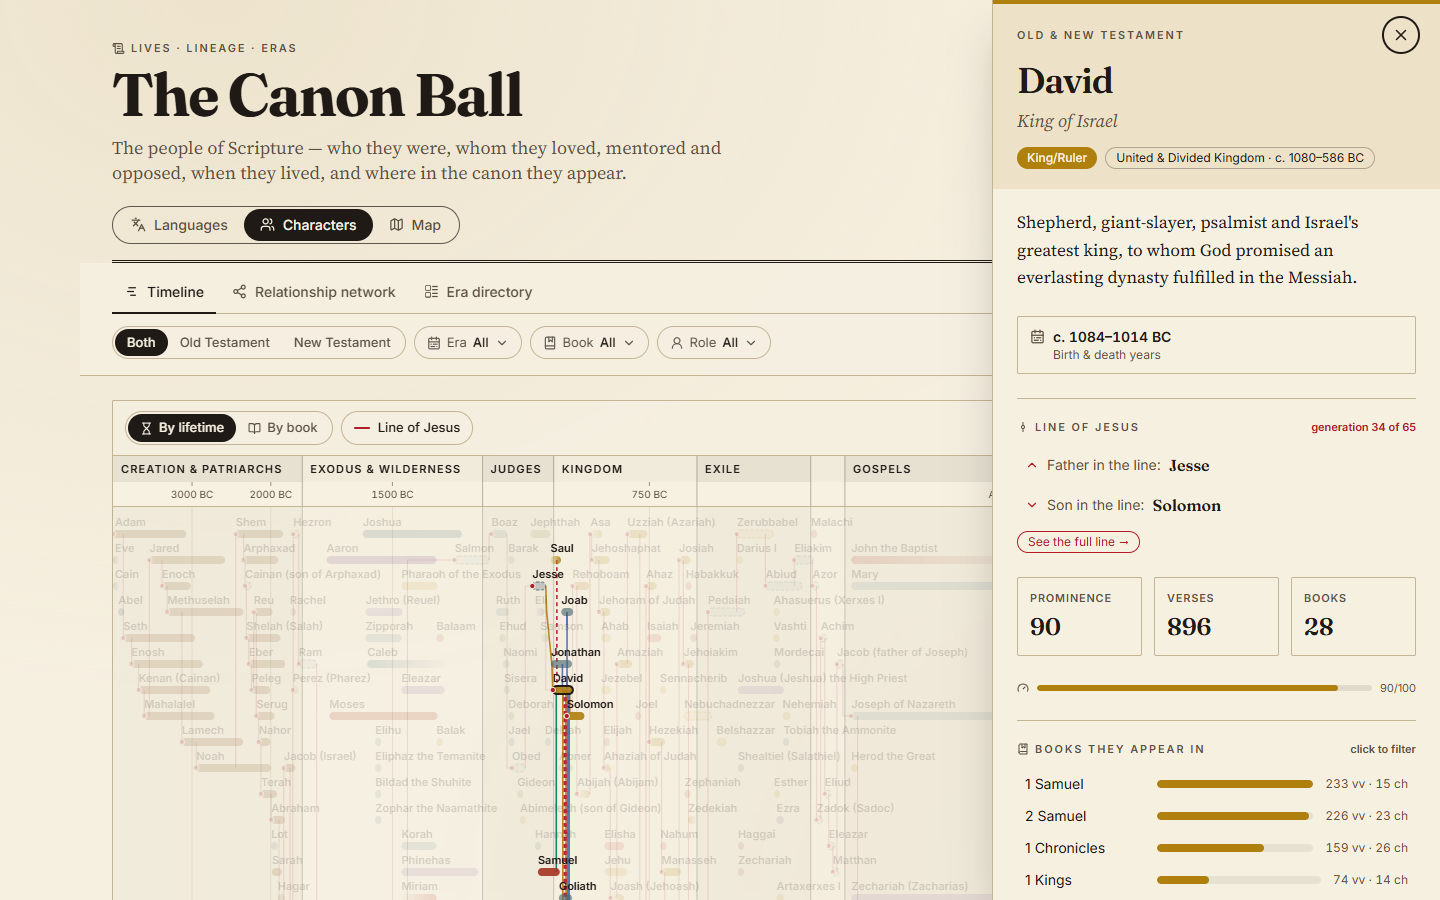 LIVES · LINEAGE · ERAS
The Canon Ball
The people of Scripture — who they were, whom they loved, mentored and
opposed, when they lived, and where in the canon they appear.
Languages Characters Map
Timeline Relationship network Era directory
Both Old Testament New Testament Era All Book All Role All
By lifetime By book Line of Jesus
CREATION & PATRIARCHS EXODUS & WILDERNESS JUDGES KINGDOM EXILE GOSPELS
3000 BC 2000 BC 1500 BC 750 BC
Adam Shem Hezron Joshua Boaz Jephthah Asa Uzziah (Azariah) Zerubbabel Malachi
Eve Jared Arphaxad Aaron Salmon Barak Saul Jehoshaphat Josiah Darius I Eliakim John the Baptist
Cain Enoch Cainan (son of Arphaxad) Pharaoh of the Exodus Jesse Rehoboam Ahaz Habakkuk Abiud Azor Mary
Abel Methuselah Reu Rachel Jethro (Reuel) Ruth Joab Jehoram of Judah Pedaiah Ahasuerus (Xerxes I)
Seth Shelah (Salah) Zipporah Balaam Ehud Ahab Isaiah Jeremiah Vashti Achim
Enosh Eber Ram Caleb Naomi Jonathan Amaziah Jehoiakim Mordecai Jacob (father of Joseph)
Kenan (Cainan) Peleg Perez (Pharez) Eleazar Sisera David Jezebel Sennacherib Joshua (Jeshua) the High Priest
Mahalalel Serug Moses Deborah Solomon Joel Nebuchadnezzar Nehemiah Joseph of Nazareth
Lamech Nahor Elihu Balak Jael Elijah Hezekiah Belshazzar Tobiah the Ammonite
Noah Jacob (Israel) Eliphaz the Temanite Obed Ahaziah of Judah Shealtiel (Salathiel) Herod the Great
Terah Bildad the Shuhite Gideon Abijah (Abijam) Zephaniah Esther Eliud
Abraham Zophar the Naamathite Abimelech (son of Gideon) Zedekiah Ezra Zadok (Sadoc)
Lot Korah Hannah Elisha Nahum Haggai Eleazar
Sarah Phinehas Samuel Jehu Manasseh Zechariah Matthan
Hagar Miriam Goliath Joash (Jehoash) Artaxerxes I Zechariah (Zacharias)
OLD & NEW TESTAMENT
David
King of Israel
King/Ruler United & Divided Kingdom · c. 1080–586 BC
Shepherd, giant-slayer, psalmist and Israel's
greatest king, to whom God promised an
everlasting dynasty fulfilled in the Messiah.
c. 1084–1014 BC
Birth & death years
LINE OF JESUS generation 34 of 65
Father in the line: Jesse
Son in the line: Solomon
See the full line →
PROMINENCE VERSES BOOKS
90 896 28
90/100
BOOKS THEY APPEAR IN click to filter
1 Samuel 233 vv · 15 ch
2 Samuel 226 vv · 23 ch
1 Chronicles 159 vv · 26 ch
1 Kings 74 vv · 14 ch